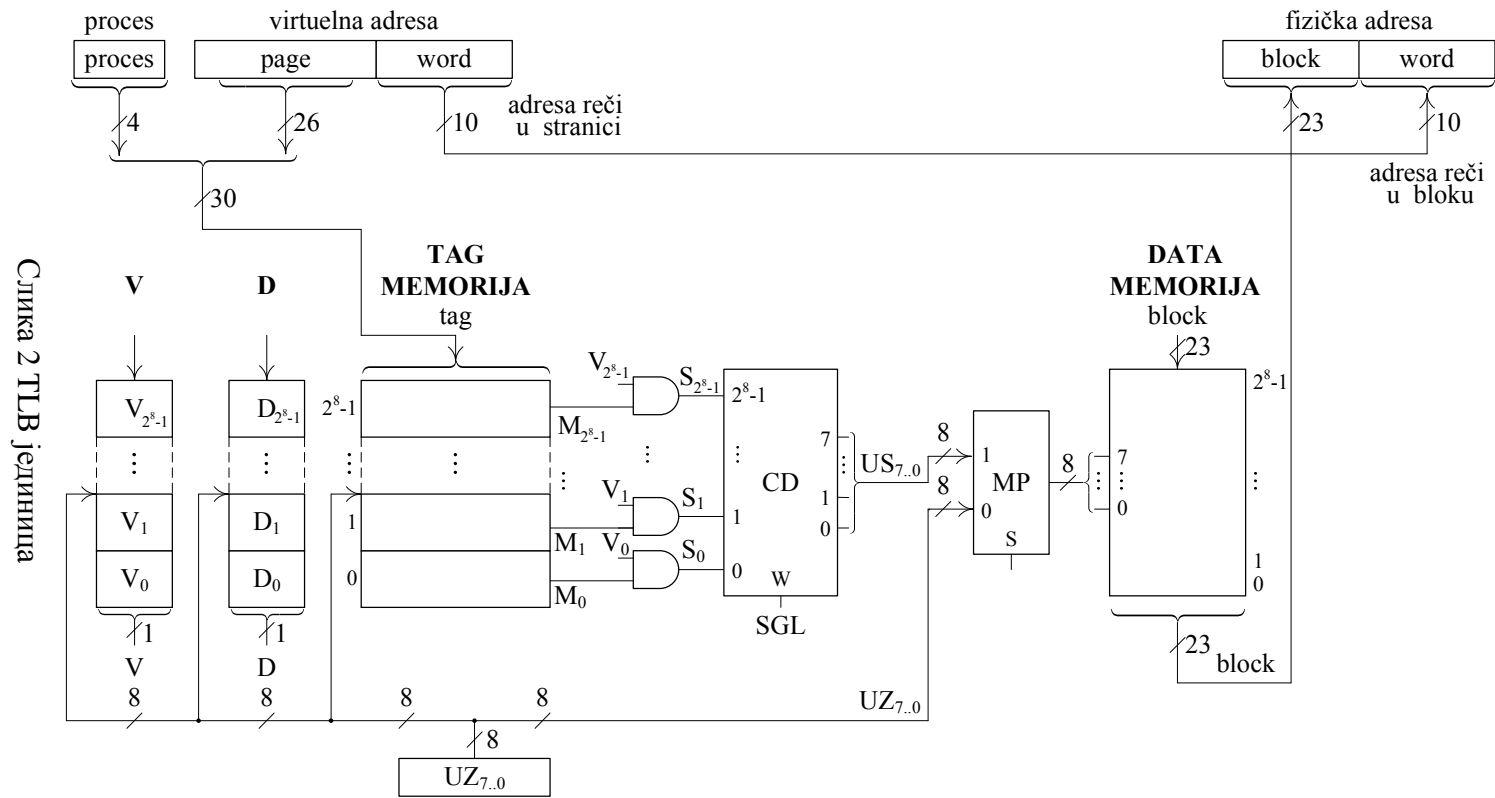 proces virtuelna adresa fizička adresa
proces page word block word
4 26 10 23 10
adresa reči
u stranici
adresa reči
u bloku
30
Слика 2 TLB јединица
V D TAG
MEMORIJA
tag
DATA
MEMORIJA
block
23
V₂⁸₋₁ D₂⁸₋₁ 2⁸-1 M₂⁸₋₁ V₂⁸₋₁ S₂⁸₋₁ 2⁸-1 2⁸-1
⋮ ⋮ ⋮ ⋮ ⋮ ⋮ ⋮ ⋮ ⋮ ⋮
V₁ D₁ 1 M₁ V₁ S₁ 1
V₀ D₀ 0 M₀ V₀ S₀ 0
CD
7
1
0
W
SGL
US₇..₀
8
8
1
0
MP
S
8
7
0
1
0
1 1
V D
23
block
8 8 8 8
UZ₇..₀
8
UZ₇..₀